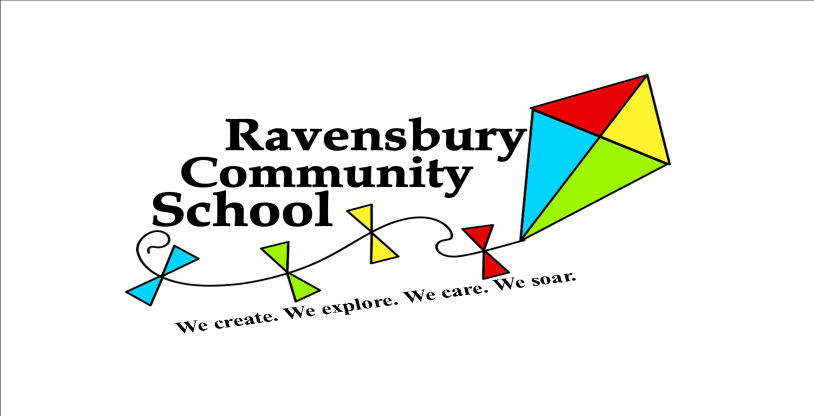 Ravensbury
Community
School
We create. We explore. We care. We soar.